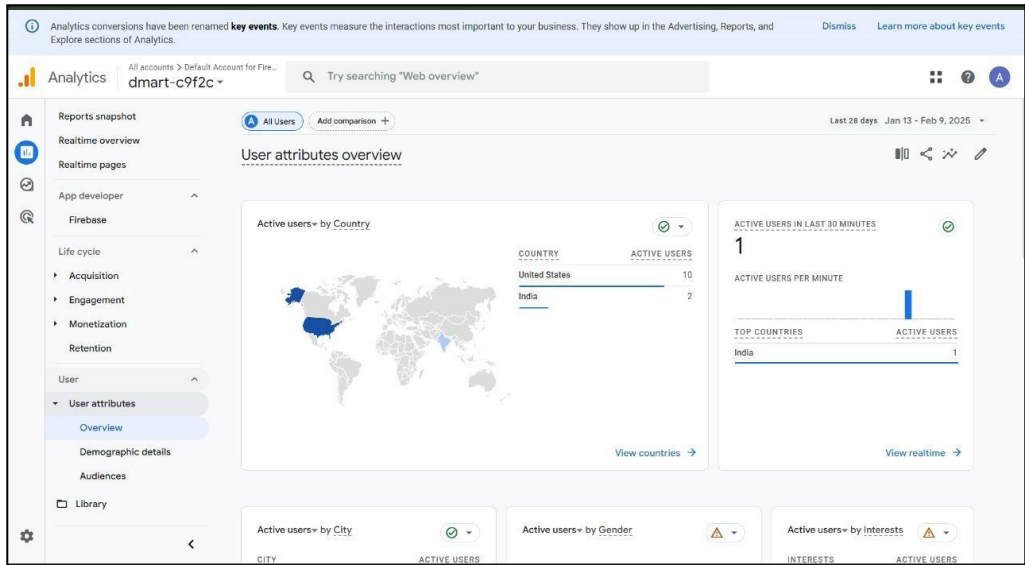 Analytics conversions have been renamed key events. Key events measure the interactions most important to your business. They show up in the Advertising, Reports, and
Explore sections of Analytics.
Dismiss
Learn more about key events
Analytics
All accounts > Default Account for Fire...
dmart-c9f2c
Try searching "Web overview"
A
Reports snapshot
Realtime overview
Realtime pages
App developer
Firebase
Life cycle
Acquisition
Engagement
Monetization
Retention
User
User attributes
Overview
Demographic details
Audiences
Library
A All Users
Add comparison +
Last 28 days Jan 13 - Feb 9, 2025
User attributes overview
Active users by Country
COUNTRY ACTIVE USERS
United States 10
India 2
View countries →
ACTIVE USERS IN LAST 30 MINUTES
1
ACTIVE USERS PER MINUTE
TOP COUNTRIES ACTIVE USERS
India 1
View realtime →
Active users by City
CITY ACTIVE USERS
Active users by Gender
Active users by Interests
INTERESTS ACTIVE USERS